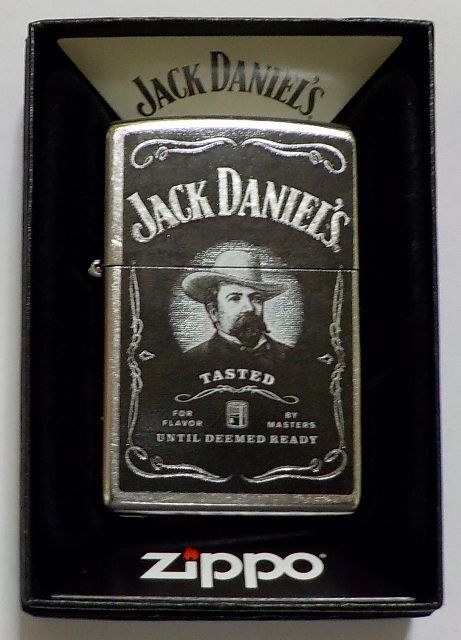 JACK DANIEL'S
JACK DANIEL'S
TASTED
FOR FLAVOR
BY MASTERS
UNTIL DEEMED READY
zippo